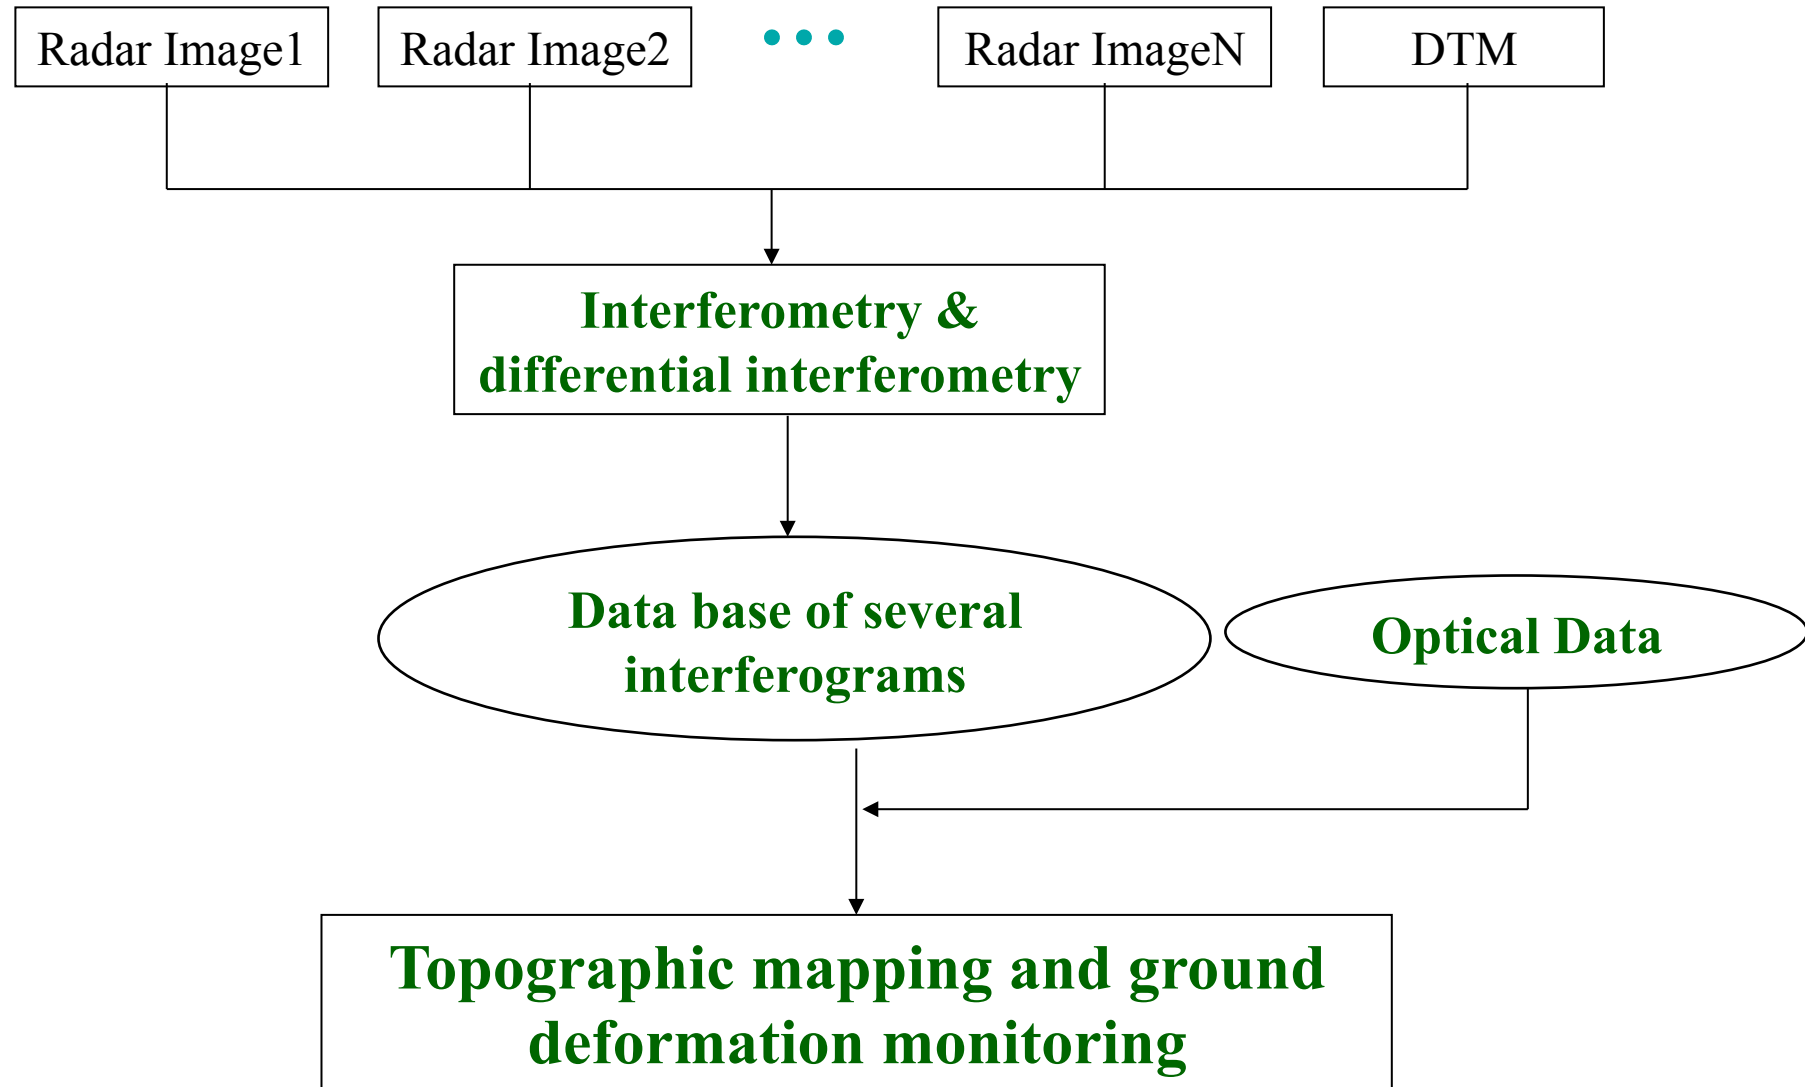 Radar Image1
Radar Image2
•••
Radar ImageN
DTM
Interferometry &
differential interferometry
Data base of several
interferograms
Optical Data
Topographic mapping and ground
deformation monitoring